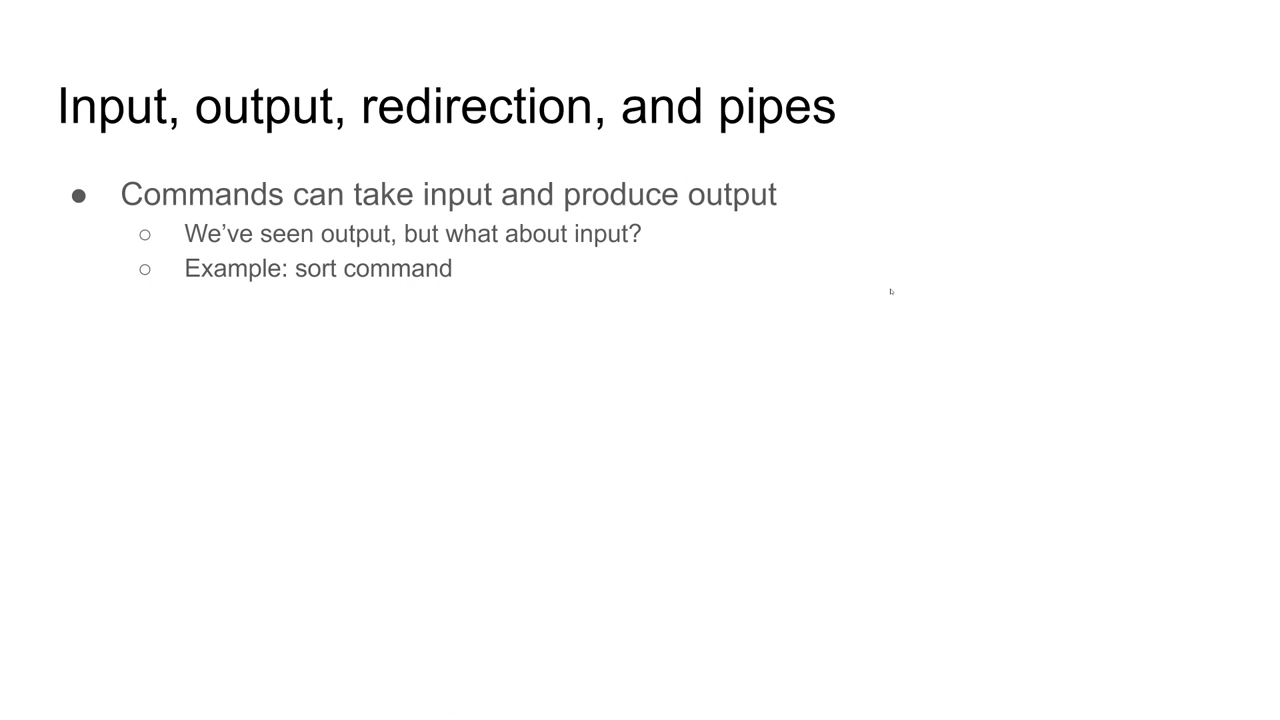 Input, output, redirection, and pipes
● Commands can take input and produce output
○ We’ve seen output, but what about input?
○ Example: sort command